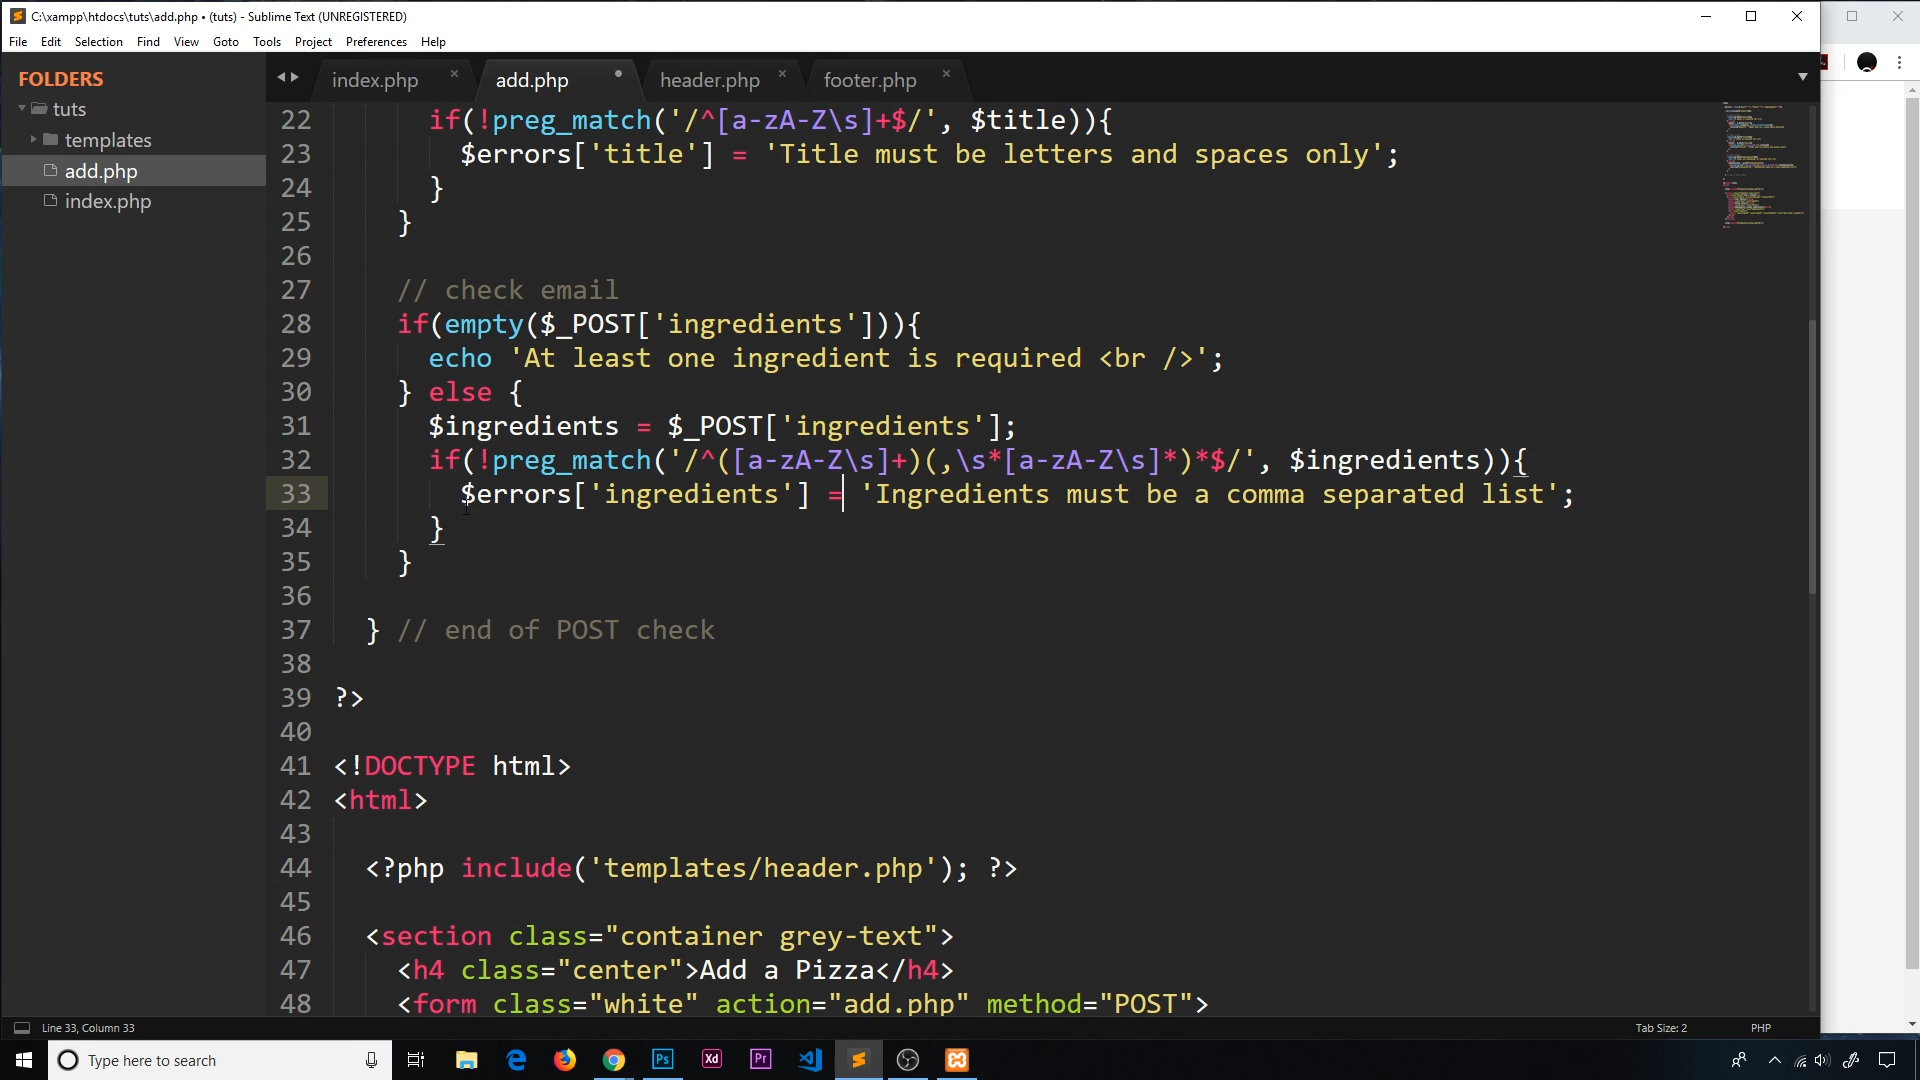 C:\xampp\htdocs\tuts\add.php • (tuts) - Sublime Text (UNREGISTERED)
File Edit Selection Find View Goto Tools Project Preferences Help
FOLDERS
tuts
templates
add.php
index.php
index.php add.php header.php footer.php
22 if(!preg_match('/^[a-zA-Z\s]+$/', $title)){
23 $errors['title'] = 'Title must be letters and spaces only';
24 }
25 }
26
27 // check email
28 if(empty($_POST['ingredients'])){
29 echo 'At least one ingredient is required <br />';
30 } else {
31 $ingredients = $_POST['ingredients'];
32 if(!preg_match('/^([a-zA-Z\s]+)(,\s*[a-zA-Z\s]*)*$/', $ingredients)){
33 $errors['ingredients'] = 'Ingredients must be a comma separated list';
34 }
35 }
36
37 } // end of POST check
38
39 ?>
40
41 <!DOCTYPE html>
42 <html>
43
44 <?php include('templates/header.php'); ?>
45
46 <section class="container grey-text">
47 <h4 class="center">Add a Pizza</h4>
48 <form class="white" action="add.php" method="POST">
Line 33, Column 33
Tab Size: 2
PHP
Type here to search
Ps
Xd
Pr